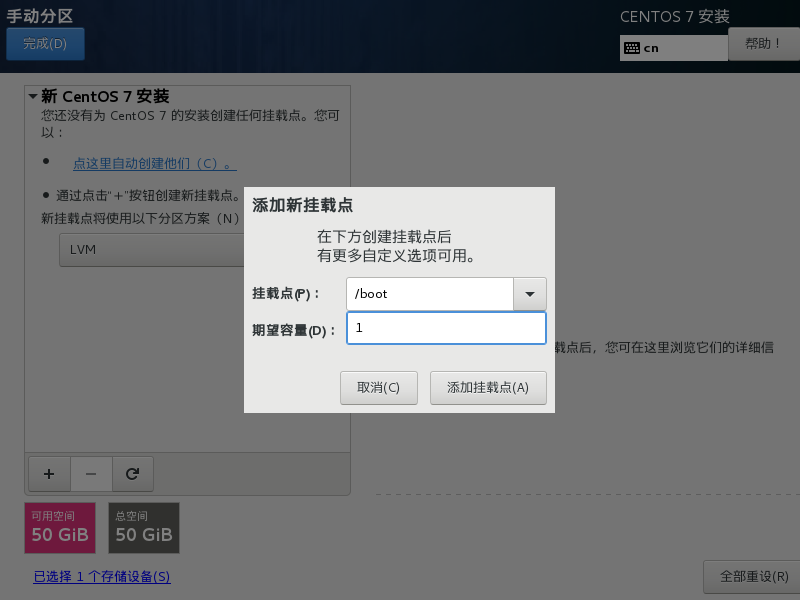 手动分区
完成(D)
CENTOS 7 安装
cn
帮助！
新 CentOS 7 安装
您还没有为 CentOS 7 的安装创建任何挂载点。您可
以：
• 点这里自动创建他们（C）。
• 通过点击“+”按钮创建新挂载点。
新挂载点将使用以下分区方案（N）
LVM
添加新挂载点
在下方创建挂载点后
有更多自定义选项可用。
挂载点(P)：
/boot
期望容量(D)：
1
取消(C)
添加挂载点(A)
载点后，您可在这里浏览它们的详细信
+
−
可用空间
50 GiB
总空间
50 GiB
已选择 1 个存储设备(S)
全部重设(R)